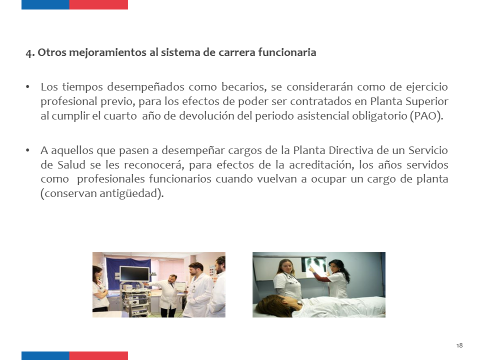 4. Otros mejoramientos al sistema de carrera funcionaria
• Los tiempos desempeñados como becarios, se considerarán como de ejercicio
profesional previo, para los efectos de poder ser contratados en Planta Superior
al cumplir el cuarto año de devolución del periodo asistencial obligatorio (PAO).
• A aquellos que pasen a desempeñar cargos de la Planta Directiva de un Servicio
de Salud se les reconocerá, para efectos de la acreditación, los años servidos
como profesionales funcionarios cuando vuelvan a ocupar un cargo de planta
(conservan antigüedad).
18